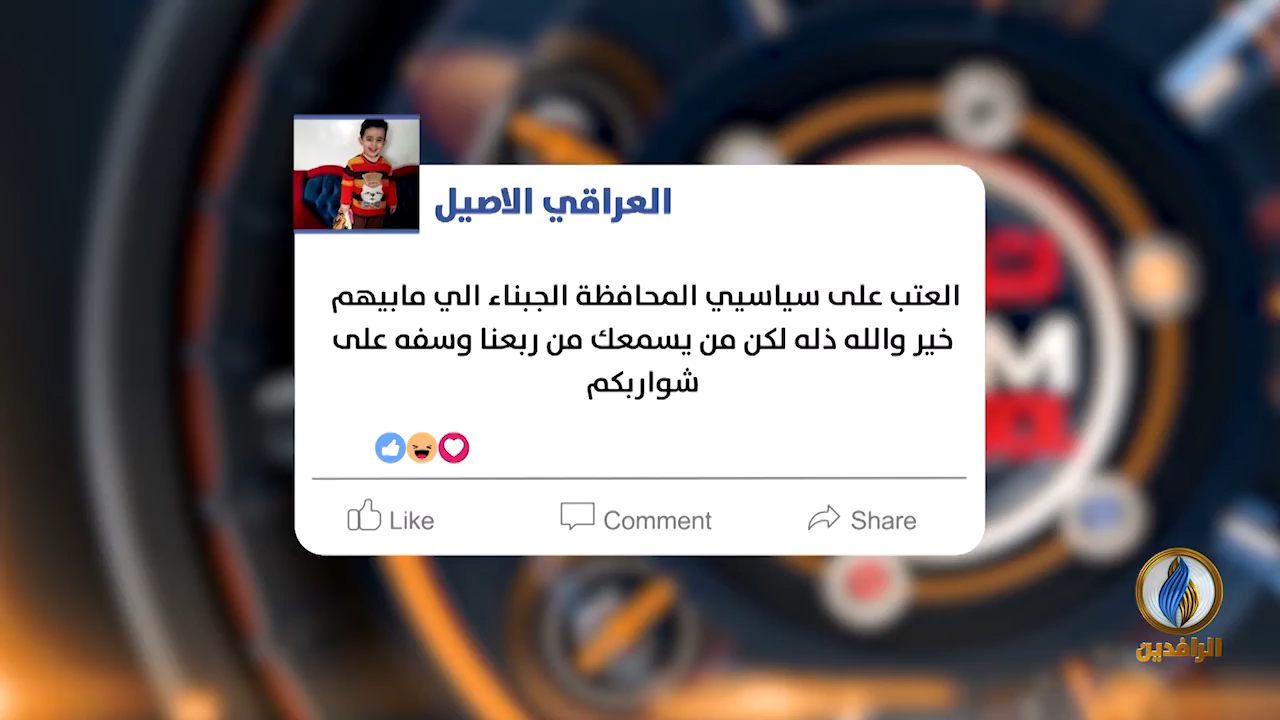 العراقي الاصيل
العتب على سياسيي المحافظة الجبناء الي مابيهم
خير والله ذله لكن من يسمعك من ربعنا وسفه على
شواربكم
Like
Comment
Share
الرافدين